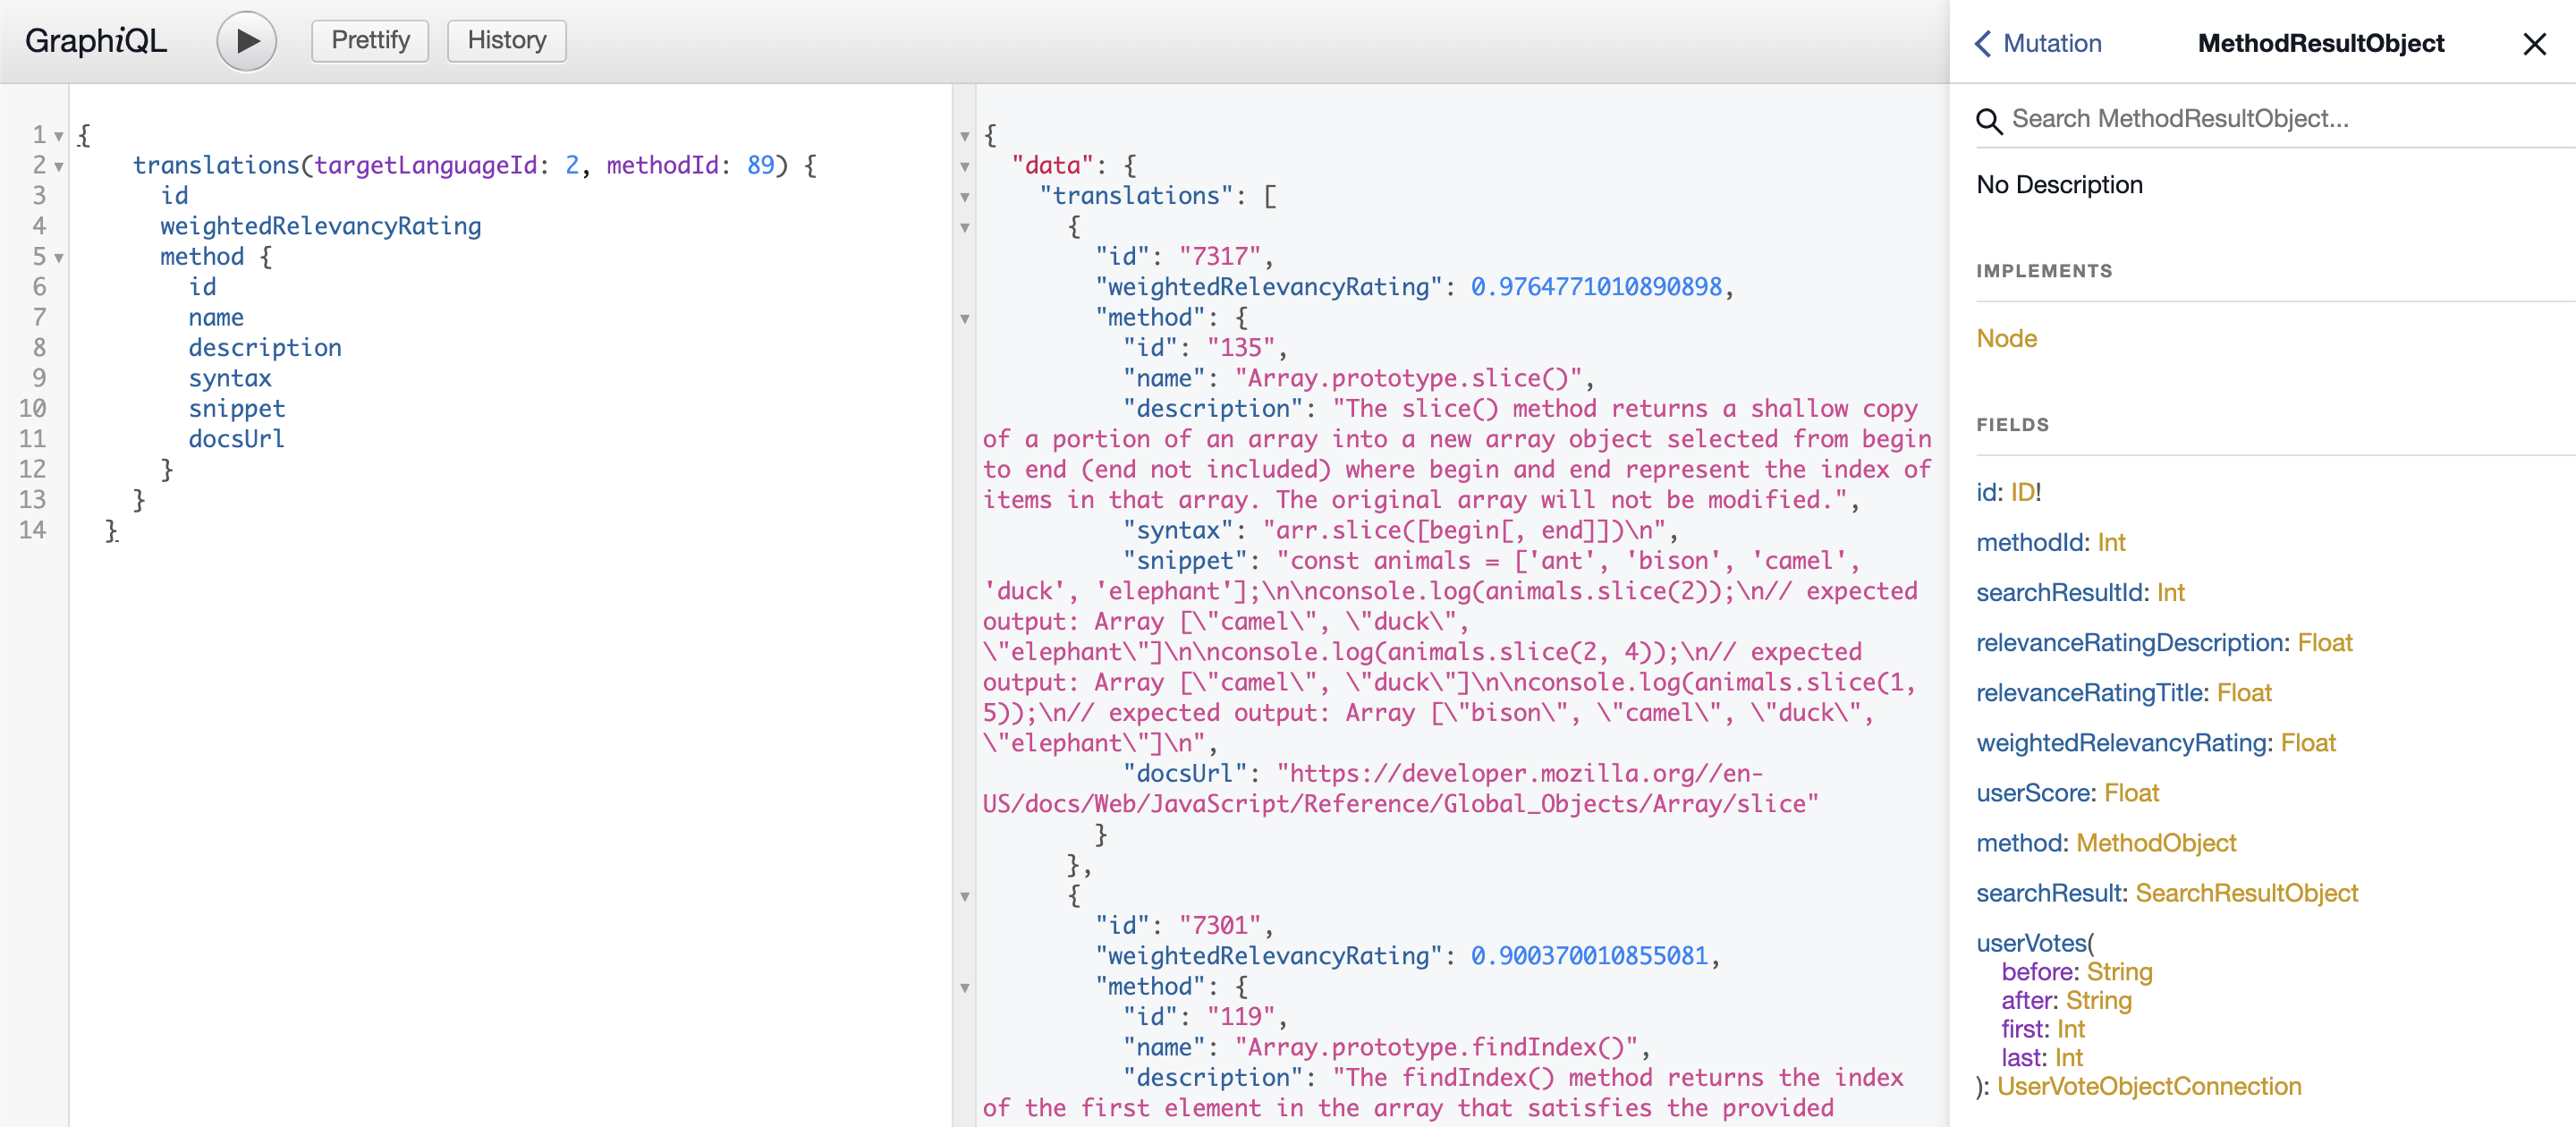 GraphiQL
Prettify
History
1 {
2 translations(targetLanguageId: 2, methodId: 89) {
3 id
4 weightedRelevancyRating
5 method {
6 id
7 name
8 description
9 syntax
10 snippet
11 docsUrl
12 }
13 }
14 }
{
"data": {
"translations": [
{
"id": "7317",
"weightedRelevancyRating": 0.9764771010890898,
"method": {
"id": "135",
"name": "Array.prototype.slice()",
"description": "The slice() method returns a shallow copy
of a portion of an array into a new array object selected from begin
to end (end not included) where begin and end represent the index of
items in that array. The original array will not be modified.",
"syntax": "arr.slice([begin[, end]])\n",
"snippet": "const animals = ['ant', 'bison', 'camel',
'duck', 'elephant'];\n\nconsole.log(animals.slice(2));\n// expected
output: Array [\"camel\", \"duck\",
\"elephant\"]\n\nconsole.log(animals.slice(2, 4));\n// expected
output: Array [\"camel\", \"duck\"]\n\nconsole.log(animals.slice(1,
5));\n// expected output: Array [\"bison\", \"camel\", \"duck\",
\"elephant\"]\n",
"docsUrl": "https://developer.mozilla.org//en-
US/docs/Web/JavaScript/Reference/Global_Objects/Array/slice"
}
},
{
"id": "7301",
"weightedRelevancyRating": 0.900370010855081,
"method": {
"id": "119",
"name": "Array.prototype.findIndex()",
"description": "The findIndex() method returns the index
of the first element in the array that satisfies the provided
Mutation
MethodResultObject
Search MethodResultObject...
No Description
IMPLEMENTS
Node
FIELDS
id: ID!
methodId: Int
searchResultId: Int
relevanceRatingDescription: Float
relevanceRatingTitle: Float
weightedRelevancyRating: Float
userScore: Float
method: MethodObject
searchResult: SearchResultObject
userVotes(
before: String
after: String
first: Int
last: Int
): UserVoteObjectConnection